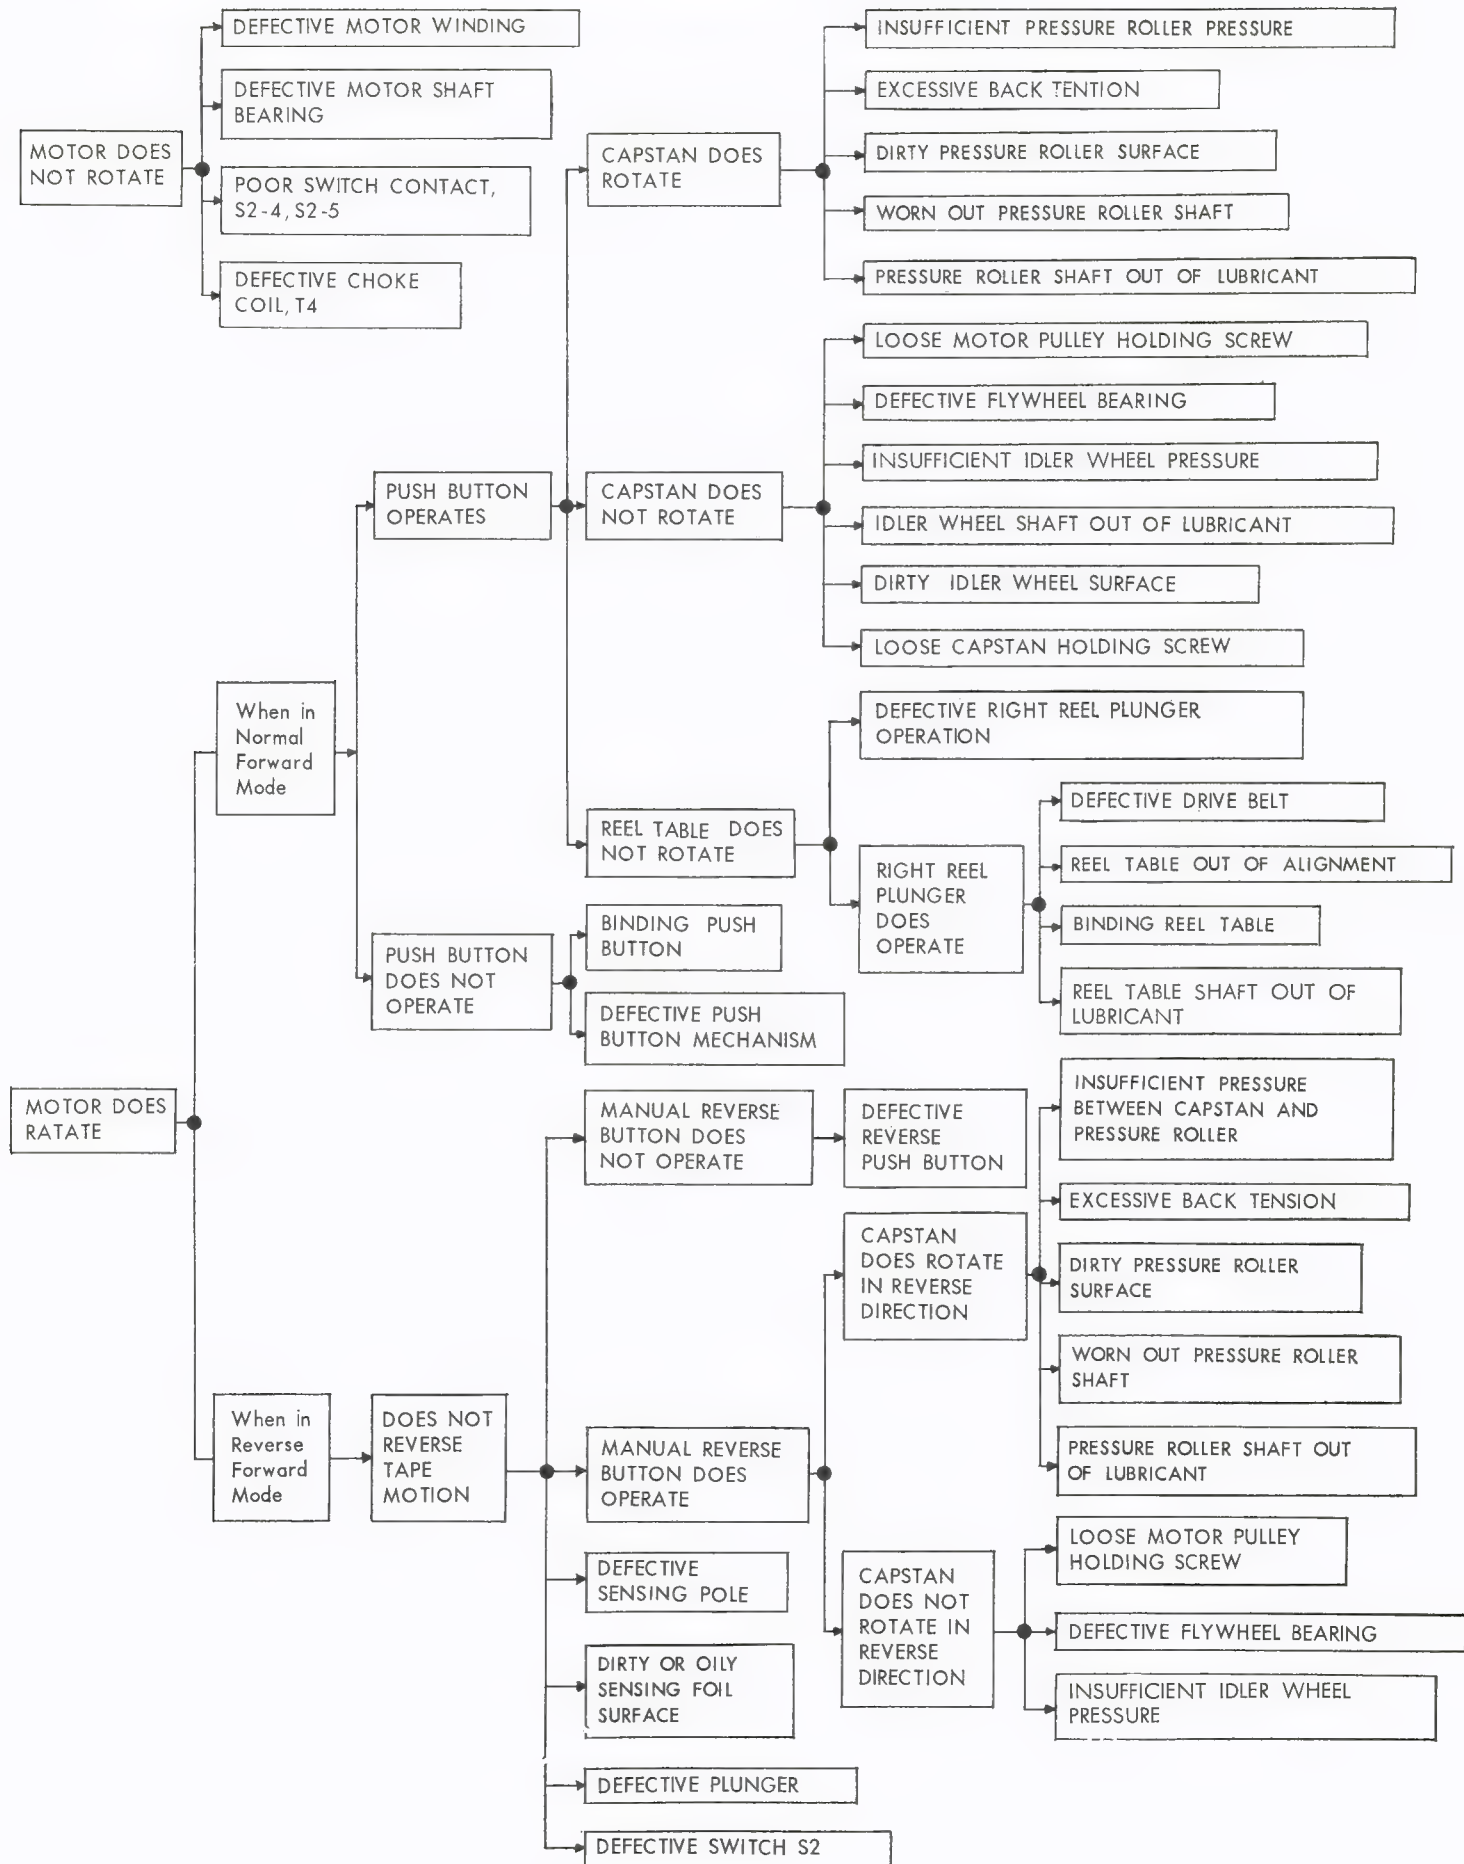 MOTOR DOES
NOT ROTATE
DEFECTIVE MOTOR WINDING
DEFECTIVE MOTOR SHAFT
BEARING
POOR SWITCH CONTACT,
S2-4, S2-5
DEFECTIVE CHOKE
COIL, T4
MOTOR DOES
RATATE
When in
Normal
Forward
Mode
PUSH BUTTON
OPERATES
CAPSTAN DOES
ROTATE
INSUFFICIENT PRESSURE ROLLER PRESSURE
EXCESSIVE BACK TENTION
DIRTY PRESSURE ROLLER SURFACE
WORN OUT PRESSURE ROLLER SHAFT
PRESSURE ROLLER SHAFT OUT OF LUBRICANT
CAPSTAN DOES
NOT ROTATE
LOOSE MOTOR PULLEY HOLDING SCREW
DEFECTIVE FLYWHEEL BEARING
INSUFFICIENT IDLER WHEEL PRESSURE
IDLER WHEEL SHAFT OUT OF LUBRICANT
DIRTY IDLER WHEEL SURFACE
LOOSE CAPSTAN HOLDING SCREW
REEL TABLE DOES
NOT ROTATE
DEFECTIVE RIGHT REEL PLUNGER
OPERATION
RIGHT REEL
PLUNGER
DOES
OPERATE
DEFECTIVE DRIVE BELT
REEL TABLE OUT OF ALIGNMENT
BINDING REEL TABLE
REEL TABLE SHAFT OUT OF
LUBRICANT
PUSH BUTTON
DOES NOT
OPERATE
BINDING PUSH
BUTTON
DEFECTIVE PUSH
BUTTON MECHANISM
When in
Reverse
Forward
Mode
DOES NOT
REVERSE
TAPE
MOTION
MANUAL REVERSE
BUTTON DOES
NOT OPERATE
DEFECTIVE
REVERSE
PUSH BUTTON
MANUAL REVERSE
BUTTON DOES
OPERATE
CAPSTAN
DOES ROTATE
IN REVERSE
DIRECTION
INSUFFICIENT PRESSURE
BETWEEN CAPSTAN AND
PRESSURE ROLLER
EXCESSIVE BACK TENSION
DIRTY PRESSURE ROLLER
SURFACE
WORN OUT PRESSURE ROLLER
SHAFT
PRESSURE ROLLER SHAFT OUT
OF LUBRICANT
CAPSTAN
DOES NOT
ROTATE IN
REVERSE
DIRECTION
LOOSE MOTOR PULLEY
HOLDING SCREW
DEFECTIVE FLYWHEEL BEARING
INSUFFICIENT IDLER WHEEL
PRESSURE
DEFECTIVE
SENSING POLE
DIRTY OR OILY
SENSING FOIL
SURFACE
DEFECTIVE PLUNGER
DEFECTIVE SWITCH S2